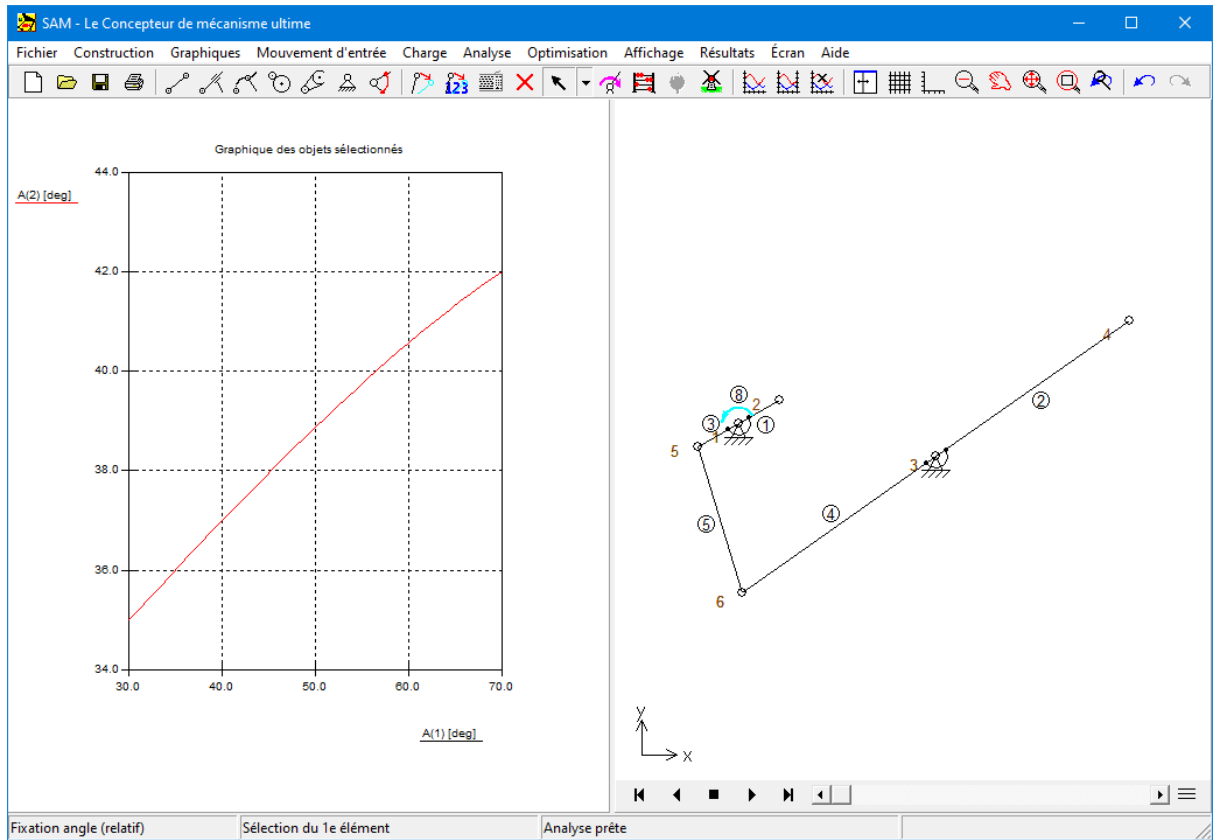 SAM - Le Concepteur de mécanisme ultime
Fichier Construction Graphiques Mouvement d'entrée Charge Analyse Optimisation Affichage Résultats Écran Aide
123
Graphique des objets sélectionnés
A(2) [deg]
44.0
42.0
40.0
38.0
36.0
34.0
30.0 40.0 50.0 60.0 70.0
A(1) [deg]
4
2
8
2
3
1
1
5
3
5
4
6
y
x
Fixation angle (relatif) Sélection du 1e élément Analyse prête